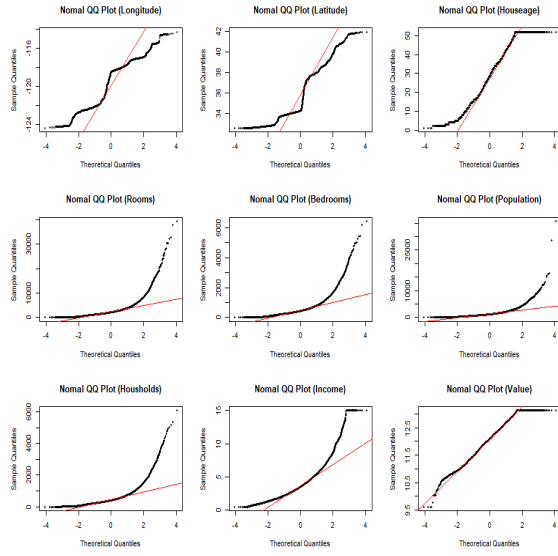 Nomal QQ Plot (Longitude)
Sample Quantiles
-116
-120
-124
-4 -2 0 2 4
Theoretical Quantiles
Nomal QQ Plot (Latitude)
Sample Quantiles
42
40
38
36
34
-4 -2 0 2 4
Theoretical Quantiles
Nomal QQ Plot (Houseage)
Sample Quantiles
50
40
30
20
10
0
-4 -2 0 2 4
Theoretical Quantiles
Nomal QQ Plot (Rooms)
Sample Quantiles
30000
10000
0
-4 -2 0 2 4
Theoretical Quantiles
Nomal QQ Plot (Bedrooms)
Sample Quantiles
6000
4000
2000
0
-4 -2 0 2 4
Theoretical Quantiles
Nomal QQ Plot (Population)
Sample Quantiles
25000
10000
0
-4 -2 0 2 4
Theoretical Quantiles
Nomal QQ Plot (Housholds)
Sample Quantiles
6000
4000
2000
0
-4 -2 0 2 4
Theoretical Quantiles
Nomal QQ Plot (Income)
Sample Quantiles
15
10
5
0
-4 -2 0 2 4
Theoretical Quantiles
Nomal QQ Plot (Value)
Sample Quantiles
12.5
11.5
10.5
9.5
-4 -2 0 2 4
Theoretical Quantiles